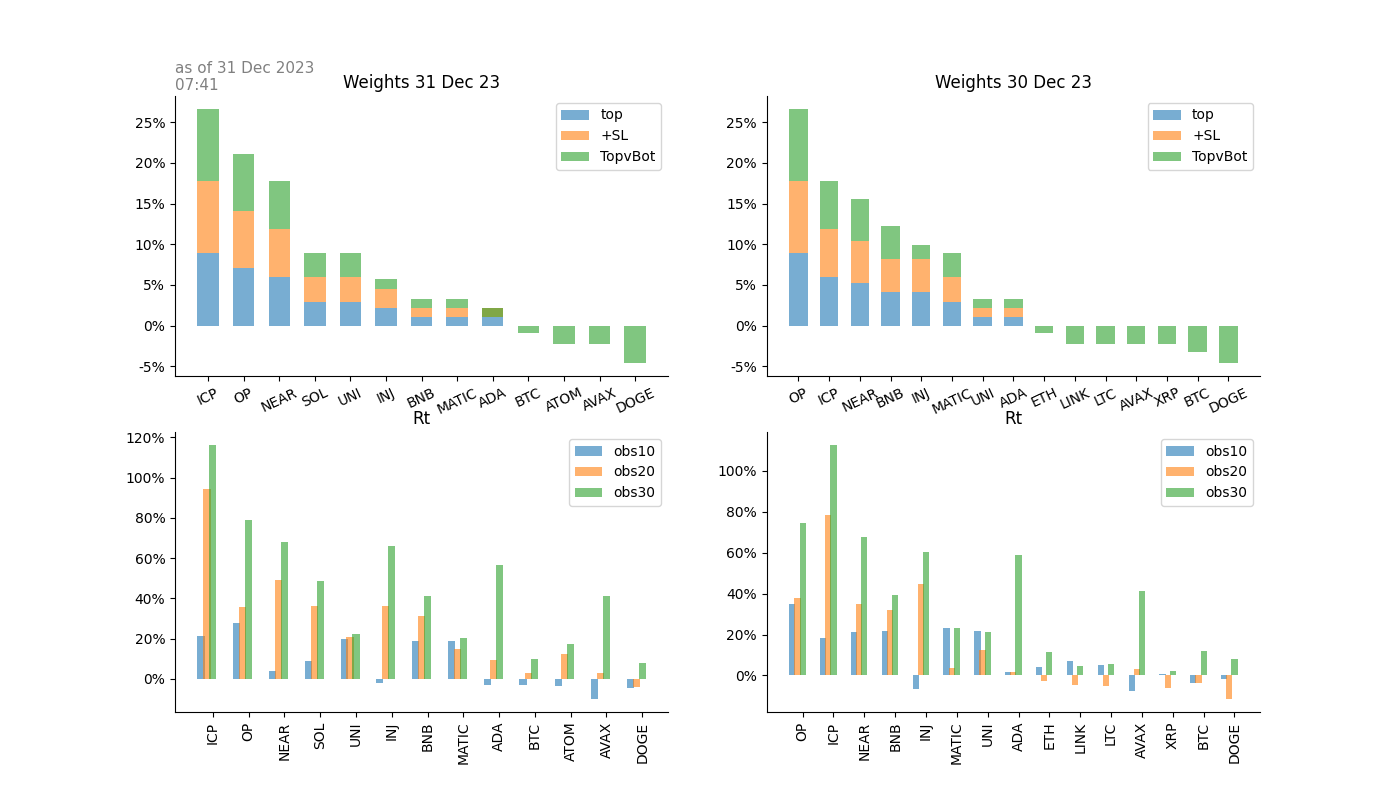 as of 31 Dec 2023
07:41
Weights 31 Dec 23
25%
20%
15%
10%
5%
0%
-5%
top
+SL
TopvBot
ICP OP NEAR SOL UNI INJ BNB MATIC ADA BTC ATOM AVAX DOGE
Weights 30 Dec 23
25%
20%
15%
10%
5%
0%
-5%
top
+SL
TopvBot
OP ICP NEAR BNB INJ MATIC UNI ADA ETH LINK LTC AVAX XRP BTC DOGE
Rt
120%
100%
80%
60%
40%
20%
0%
obs10
obs20
obs30
ICP OP NEAR SOL UNI INJ BNB MATIC ADA BTC ATOM AVAX DOGE
Rt
100%
80%
60%
40%
20%
0%
obs10
obs20
obs30
OP ICP NEAR BNB INJ MATIC UNI ADA ETH LINK LTC AVAX XRP BTC DOGE